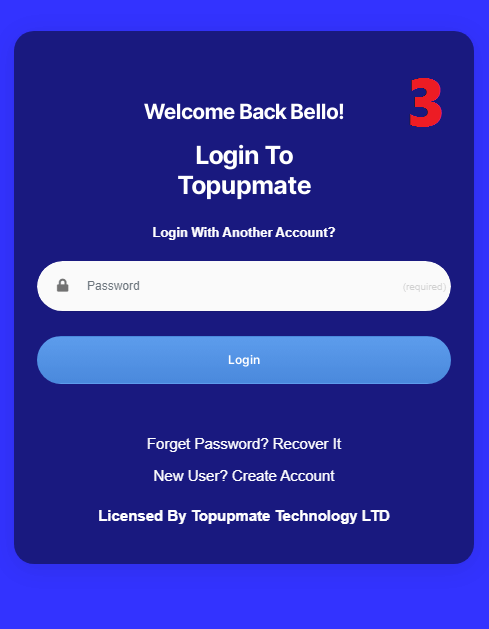 3
Welcome Back Bello!
Login To
Topupmate
Login With Another Account?
Password (required)
Login
Forget Password? Recover It
New User? Create Account
Licensed By Topupmate Technology LTD